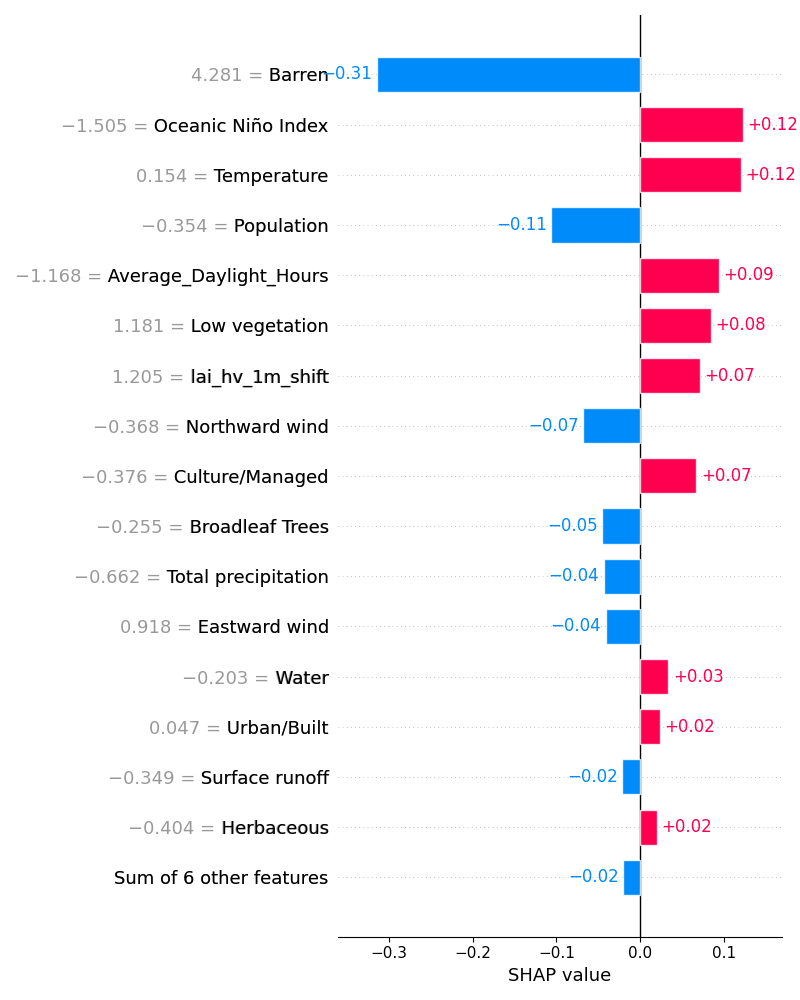 4.281 = Barren −0.31
−1.505 = Oceanic Niño Index +0.12
0.154 = Temperature +0.12
−0.354 = Population −0.11
−1.168 = Average_Daylight_Hours +0.09
1.181 = Low vegetation +0.08
1.205 = lai_hv_1m_shift +0.07
−0.368 = Northward wind −0.07
−0.376 = Culture/Managed +0.07
−0.255 = Broadleaf Trees −0.05
−0.662 = Total precipitation −0.04
0.918 = Eastward wind −0.04
−0.203 = Water +0.03
0.047 = Urban/Built +0.02
−0.349 = Surface runoff −0.02
−0.404 = Herbaceous +0.02
Sum of 6 other features −0.02
−0.3 −0.2 −0.1 0.0 0.1
SHAP value